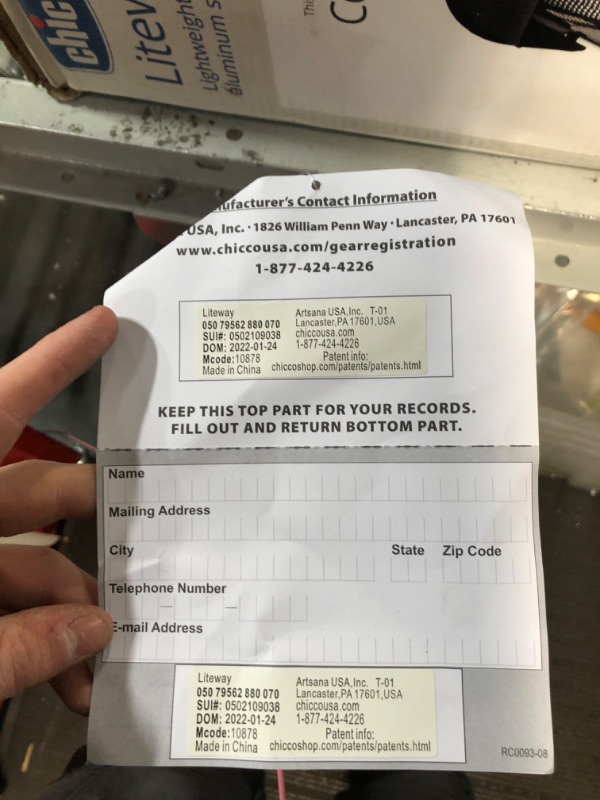 chic
Litew
Lightweight
aluminum s
This
C
ufacturer's Contact Information
USA, Inc. · 1826 William Penn Way · Lancaster, PA 17601
www.chiccousa.com/gearregistration
1-877-424-4226
Liteway Artsana USA,Inc. T-01
050 79562 880 070 Lancaster,PA 17601,USA
SUI#: 0502109038 chiccousa.com
DOM: 2022-01-24 1-877-424-4226
Mcode:10878 Patent info:
Made in China chiccoshop.com/patents/patents.html
KEEP THIS TOP PART FOR YOUR RECORDS.
FILL OUT AND RETURN BOTTOM PART.
Name
Mailing Address
City State Zip Code
Telephone Number
E-mail Address
Liteway Artsana USA,Inc. T-01
050 79562 880 070 Lancaster,PA 17601,USA
SUI#: 0502109038 chiccousa.com
DOM: 2022-01-24 1-877-424-4226
Mcode:10878 Patent info:
Made in China chiccoshop.com/patents/patents.html
RC0093-08